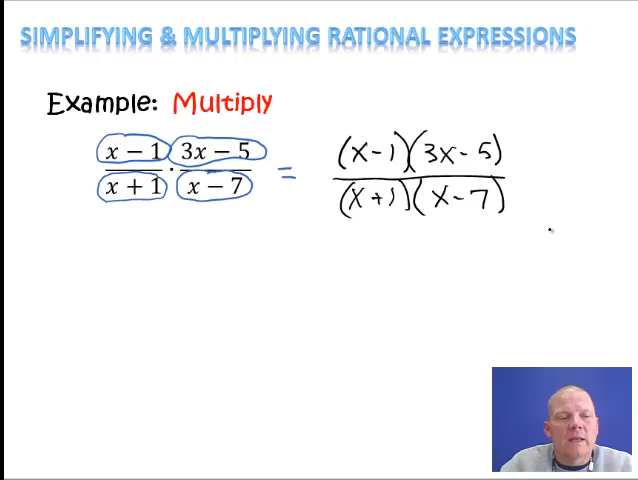 SIMPLIFYING & MULTIPLYING RATIONAL EXPRESSIONS
Example: Multiply
x − 1 3x − 5 (x-1)(3x-5)
· =
x + 1 x − 7 (x+1)(x-7)